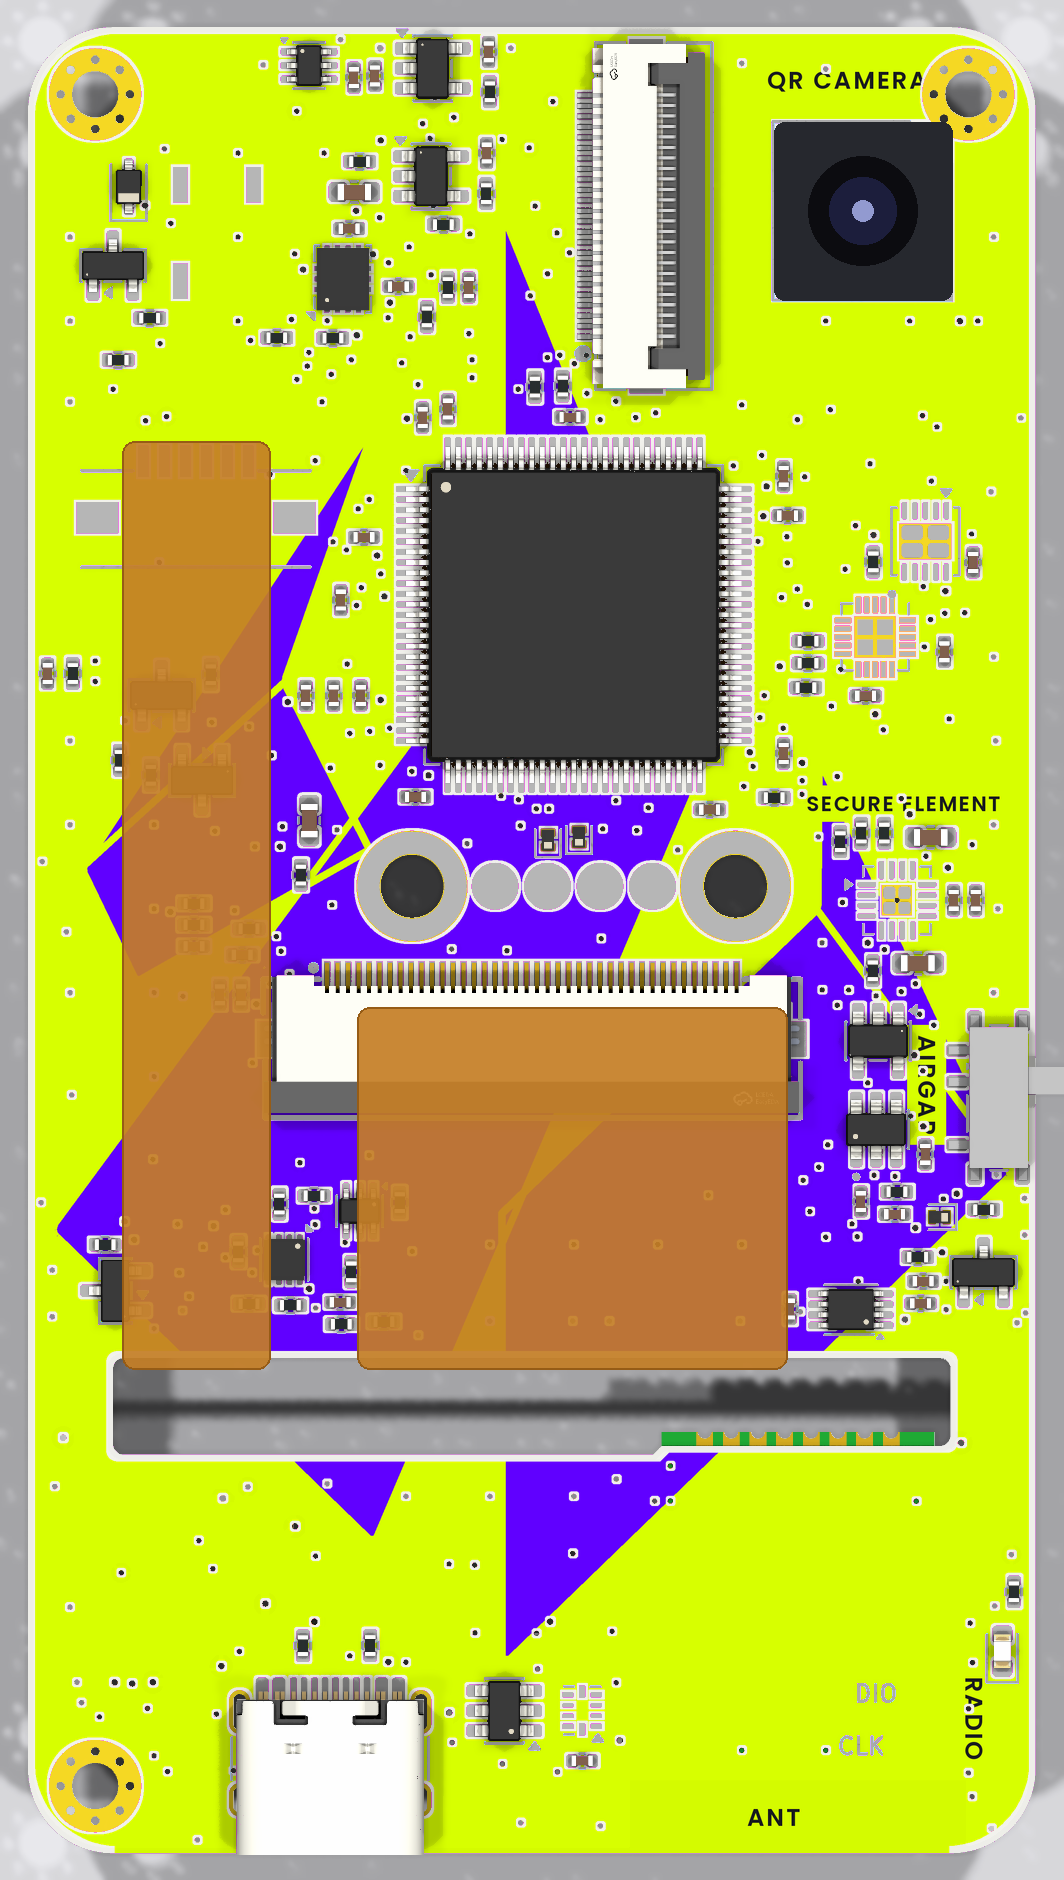 QR CAMERA
SECURE ELEMENT
AIRGAP
DIO
CLK
RADIO
ANT